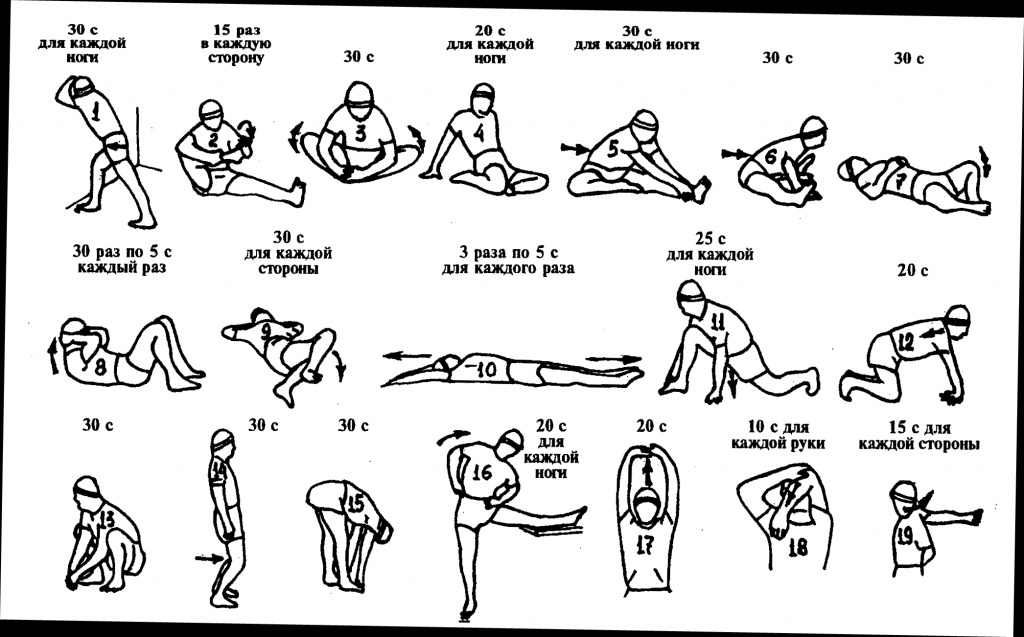 30 с
для каждой
ноги
15 раз
в каждую
сторону
30 с
20 с
для каждой
ноги
30 с
для каждой ноги
30 с
30 с
1
2
3
4
5
6
7
30 раз по 5 с
каждый раз
30 с
для каждой
стороны
3 раза по 5 с
для каждого раза
25 с
для каждой
ноги
20 с
8
9
10
11
12
30 с
30 с
30 с
20 с
для
каждой
ноги
20 с
10 с для
каждой руки
15 с для
каждой стороны
13
14
15
16
17
18
19